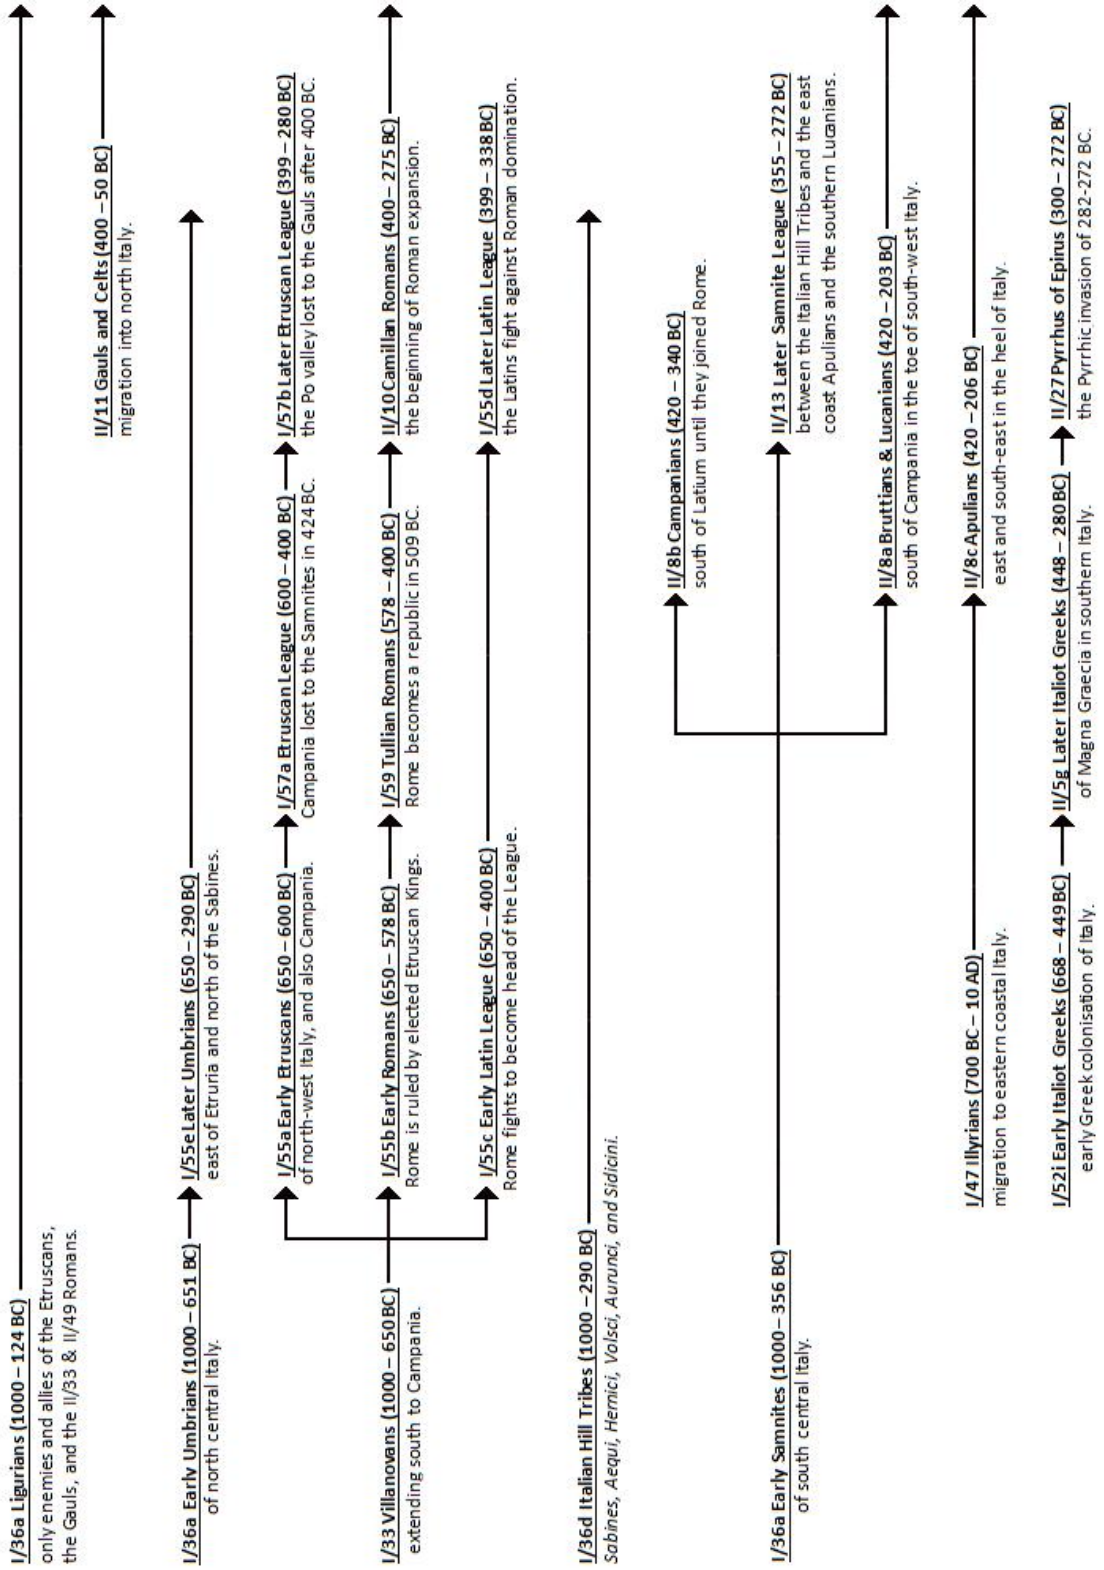 I/36a Ligurians (1000 – 124 BC)
only enemies and allies of the Etruscans,
the Gauls, and the II/33 & II/49 Romans.
II/11 Gauls and Celts (400 – 50 BC)
migration into north Italy.
I/36a Early Umbrians (1000 – 651 BC)
of north central Italy.
I/55e Later Umbrians (650 – 290 BC)
east of Etruria and north of the Sabines.
I/33 Villanovans (1000 – 650 BC)
extending south to Campania.
I/55a Early Etruscans (650 – 600 BC)
of north-west Italy, and also Campania.
I/57a Etruscan League (600 – 400 BC)
Campania lost to the Samnites in 424 BC.
I/57b Later Etruscan League (399 – 280 BC)
the Po valley lost to the Gauls after 400 BC.
I/55b Early Romans (650 – 578 BC)
Rome is ruled by elected Etruscan Kings.
I/59 Tullian Romans (578 – 400 BC)
Rome becomes a republic in 509 BC.
II/10 Camillan Romans (400 – 275 BC)
the beginning of Roman expansion.
I/55c Early Latin League (650 – 400 BC)
Rome fights to become head of the League.
I/55d Later Latin League (399 – 338 BC)
the Latins fight against Roman domination.
I/36d Italian Hill Tribes (1000 – 290 BC)
Sabines, Aequi, Hernici, Volsci, Aurunci, and Sidicini.
II/8b Campanians (420 – 340 BC)
south of Latium until they joined Rome.
I/36a Early Samnites (1000 – 356 BC)
of south central Italy.
II/13 Later Samnite League (355 – 272 BC)
between the Italian Hill Tribes and the east
coast Apulians and the southern Lucanians.
II/8a Bruttians & Lucanians (420 – 203 BC)
south of Campania in the toe of south-west Italy.
I/47 Illyrians (700 BC – 10 AD)
migration to eastern coastal Italy.
II/8c Apulians (420 – 206 BC)
east and south-east in the heel of Italy.
I/52i Early Italiot Greeks (668 – 449 BC)
early Greek colonisation of Italy.
II/5g Later Italiot Greeks (448 – 280 BC)
of Magna Graecia in southern Italy.
II/27 Pyrrhus of Epirus (300 – 272 BC)
the Pyrrhic invasion of 282-272 BC.